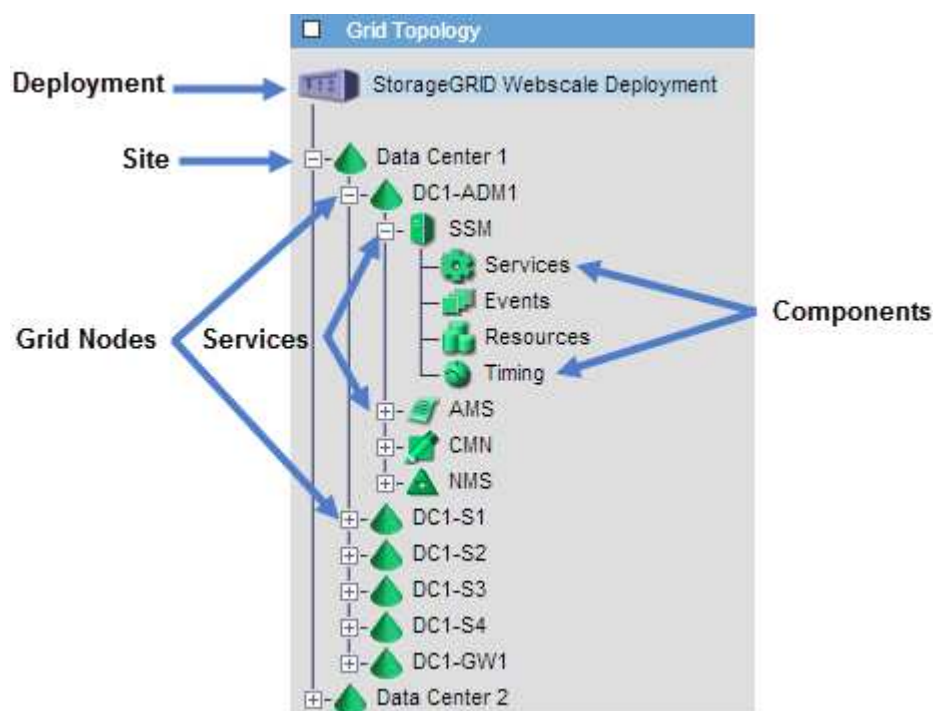 Grid Topology
Deployment
StorageGRID Webscale Deployment
Site
Data Center 1
DC1-ADM1
SSM
Services
Events
Components
Grid Nodes
Services
Resources
Timing
AMS
CMN
NMS
DC1-S1
DC1-S2
DC1-S3
DC1-S4
DC1-GW1
Data Center 2